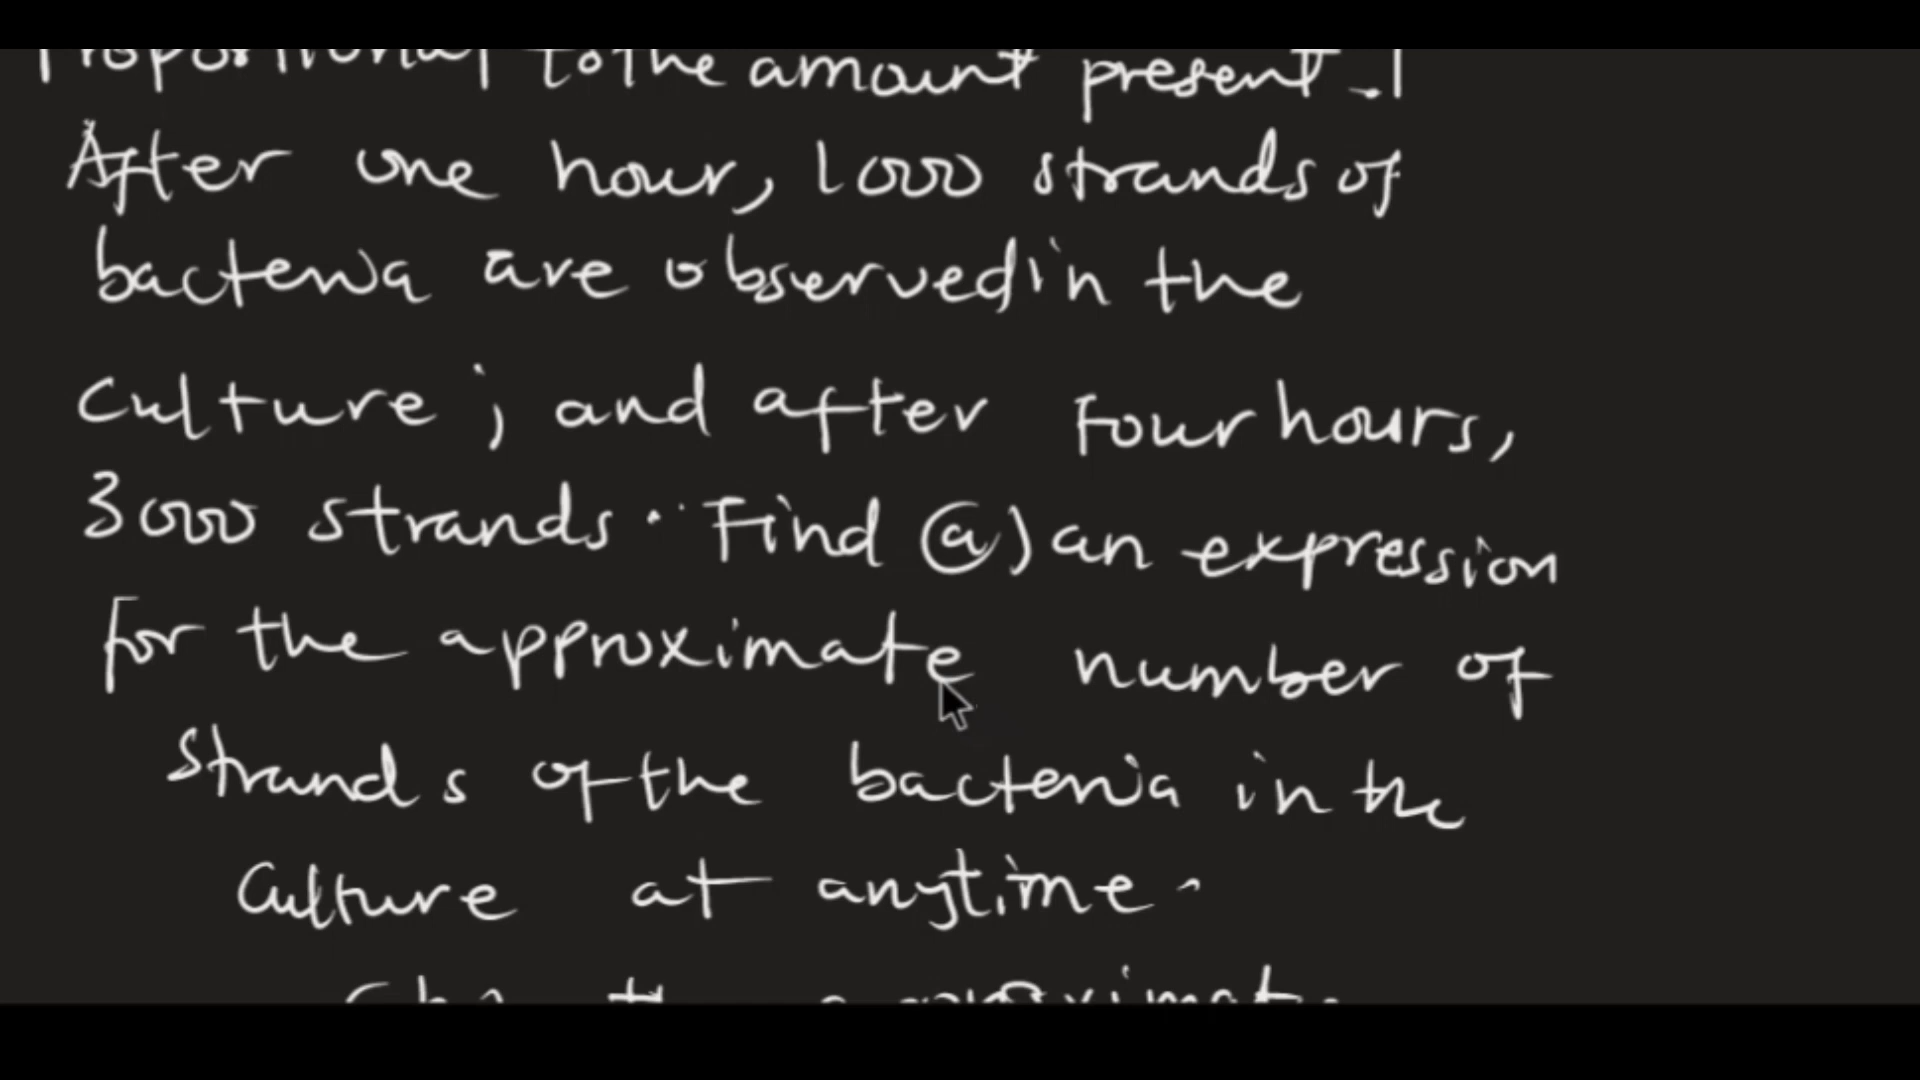 Proportional to the amount present.
After one hour, 1000 strands of
bacteria are observed in the
Culture; and after Four hours,
3000 strands. Find (a) an expression
for the approximate number of
strands of the bacteria in the
Culture at anytime.
approximate